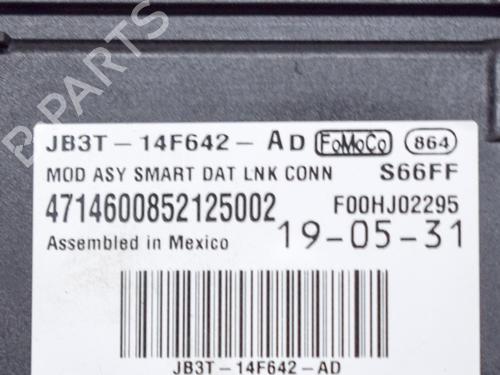 B-PARTS
JB3T-14F642-AD FoMoCo 864
MOD ASY SMART DAT LNK CONN S66FF
4714600852125002 F00HJ02295
Assembled in Mexico 19-05-31
JB3T-14F642-AD